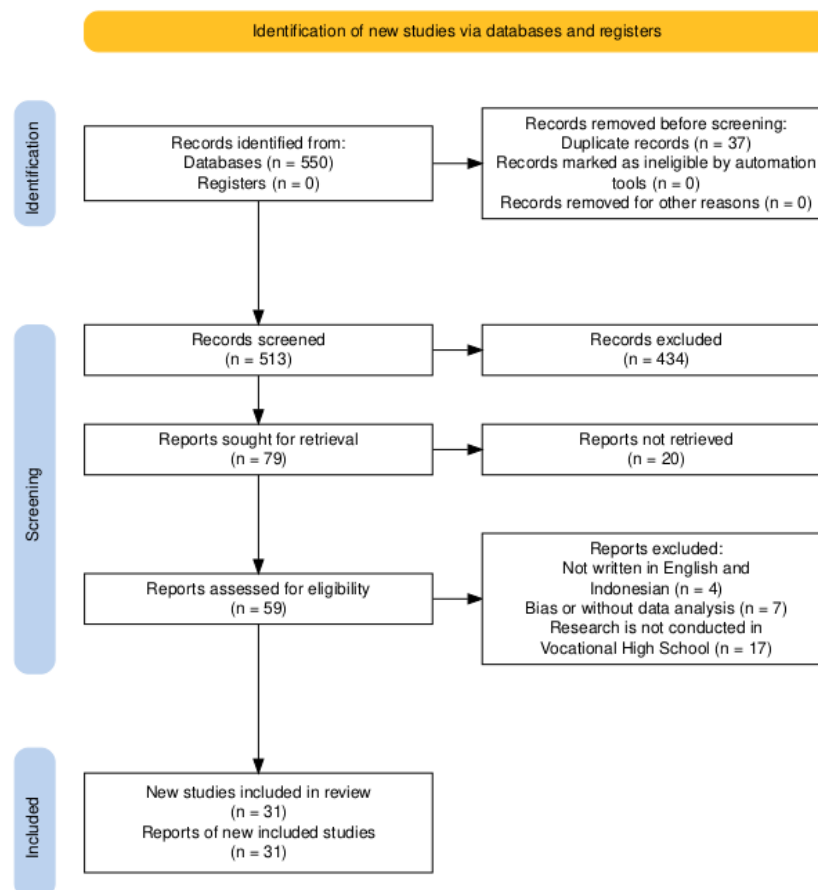 Identification of new studies via databases and registers
Identification
Records identified from:
Databases (n = 550)
Registers (n = 0)
Records removed before screening:
Duplicate records (n = 37)
Records marked as ineligible by automation
tools (n = 0)
Records removed for other reasons (n = 0)
Screening
Records screened
(n = 513)
Records excluded
(n = 434)
Reports sought for retrieval
(n = 79)
Reports not retrieved
(n = 20)
Reports assessed for eligibility
(n = 59)
Reports excluded:
Not written in English and
Indonesian (n = 4)
Bias or without data analysis (n = 7)
Research is not conducted in
Vocational High School (n = 17)
Included
New studies included in review
(n = 31)
Reports of new included studies
(n = 31)